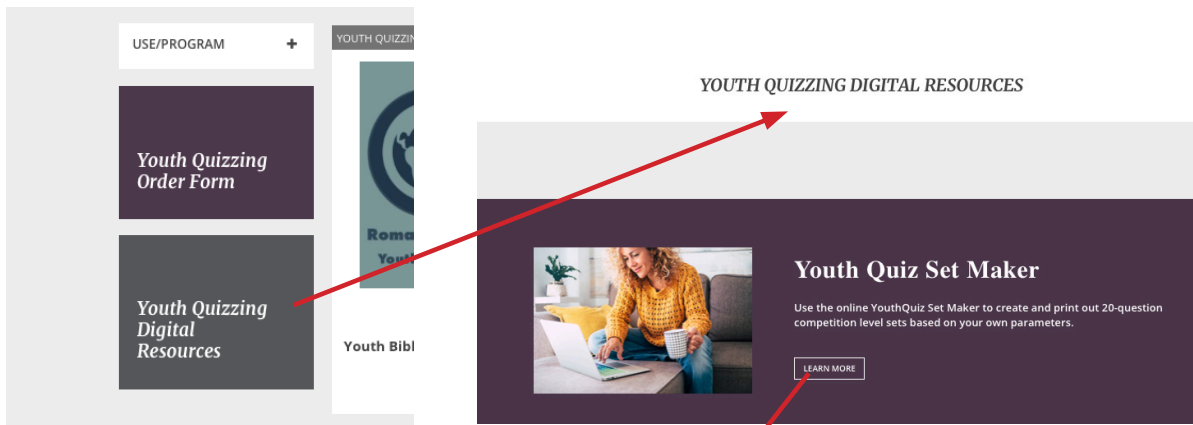 USE/PROGRAM +
YOUTH QUIZZIN
Youth Quizzing
Order Form
Roma
Yout
Youth Quizzing
Digital
Resources
Youth Bibl
YOUTH QUIZZING DIGITAL RESOURCES
Youth Quiz Set Maker
Use the online YouthQuiz Set Maker to create and print out 20-question
competition level sets based on your own parameters.
LEARN MORE